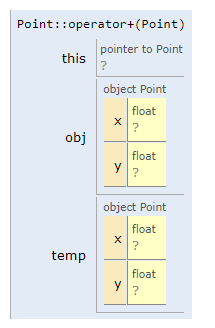 Point::operator+(Point)
this
pointer to Point
?
obj
object Point
x
float
?
y
float
?
temp
object Point
x
float
?
y
float
?